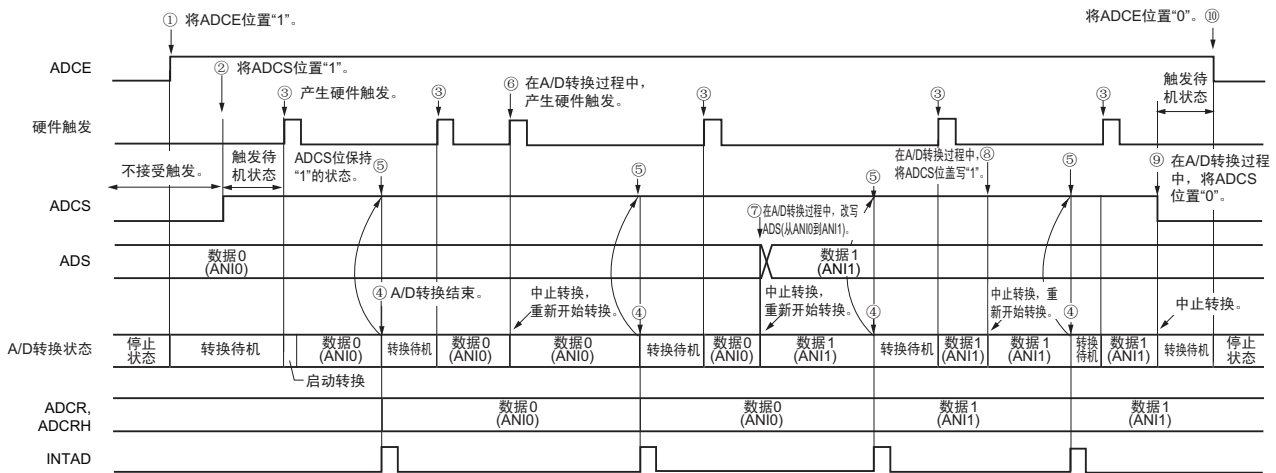 ① 将ADCE位置“1”。
将ADCE位置“0”。 ⑩
ADCE
② 将ADCS位置“1”。
③ 产生硬件触发。
③
⑥ 在A/D转换过程中,
产生硬件触发。
③
③
③
触发待
机状态
硬件触发
不接受触发。
触发待
机状态
ADCS位保持
“1”的状态。
⑤
⑤
⑤
在A/D转换过程中,
将ADCS位盖写“1”。
⑧
⑤
⑨ 在A/D转换过程
中，将ADCS
位置“0”。
ADCS
⑦ 在A/D转换过程中，改写
ADS(从ANI0到ANI1)。
ADS
数据0
(ANI0)
数据1
(ANI1)
④ A/D转换结束。
中止转换，
重新开始转换。
④
中止转换，
重新开始转换。
④
中止转换，重
新开始转换。
④
中止转换。
A/D转换状态
停止
状态
转换待机
数据0
(ANI0)
转换待机
数据0
(ANI0)
数据0
(ANI0)
转换待机
数据0
(ANI0)
数据1
(ANI1)
转换待机
数据1
(ANI1)
数据1
(ANI1)
转换
待机
数据1
(ANI1)
转换待机
停止
状态
启动转换
ADCR,
ADCRH
数据0
(ANI0)
数据0
(ANI0)
数据1
(ANI1)
数据1
(ANI1)
INTAD